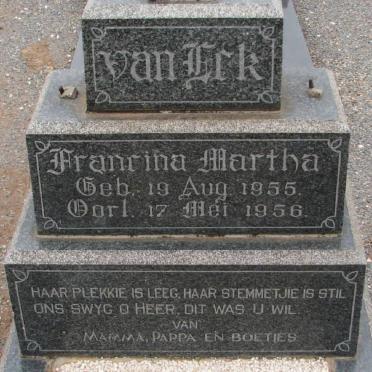 van Eck
Francina Martha
Geb. 19 Aug 1955.
Oorl. 17 Mei 1956
HAAR PLEKKIE IS LEEG, HAAR STEMMETJIE IS STIL
ONS SWYG O HEER, DIT WAS U WIL.
VAN
MAMMA, PAPPA EN BOETIES